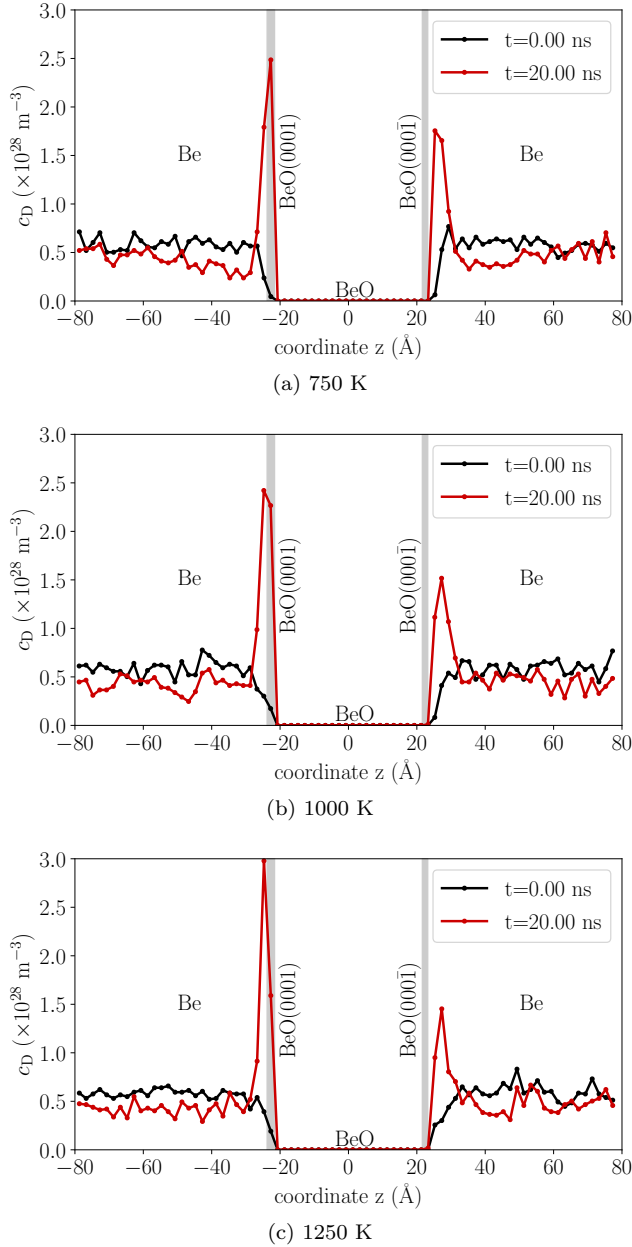 3.0
2.5
2.0
1.5
1.0
0.5
0.0
c_D (×10²⁸ m⁻³)
t=0.00 ns
t=20.00 ns
Be
BeO(0001)
BeO(0001̄)
Be
BeO
−80 −60 −40 −20 0 20 40 60 80
coordinate z (Å)
(a) 750 K
3.0
2.5
2.0
1.5
1.0
0.5
0.0
c_D (×10²⁸ m⁻³)
t=0.00 ns
t=20.00 ns
Be
BeO(0001)
BeO(0001̄)
Be
BeO
−80 −60 −40 −20 0 20 40 60 80
coordinate z (Å)
(b) 1000 K
3.0
2.5
2.0
1.5
1.0
0.5
0.0
c_D (×10²⁸ m⁻³)
t=0.00 ns
t=20.00 ns
Be
BeO(0001)
BeO(0001̄)
Be
BeO
−80 −60 −40 −20 0 20 40 60 80
coordinate z (Å)
(c) 1250 K